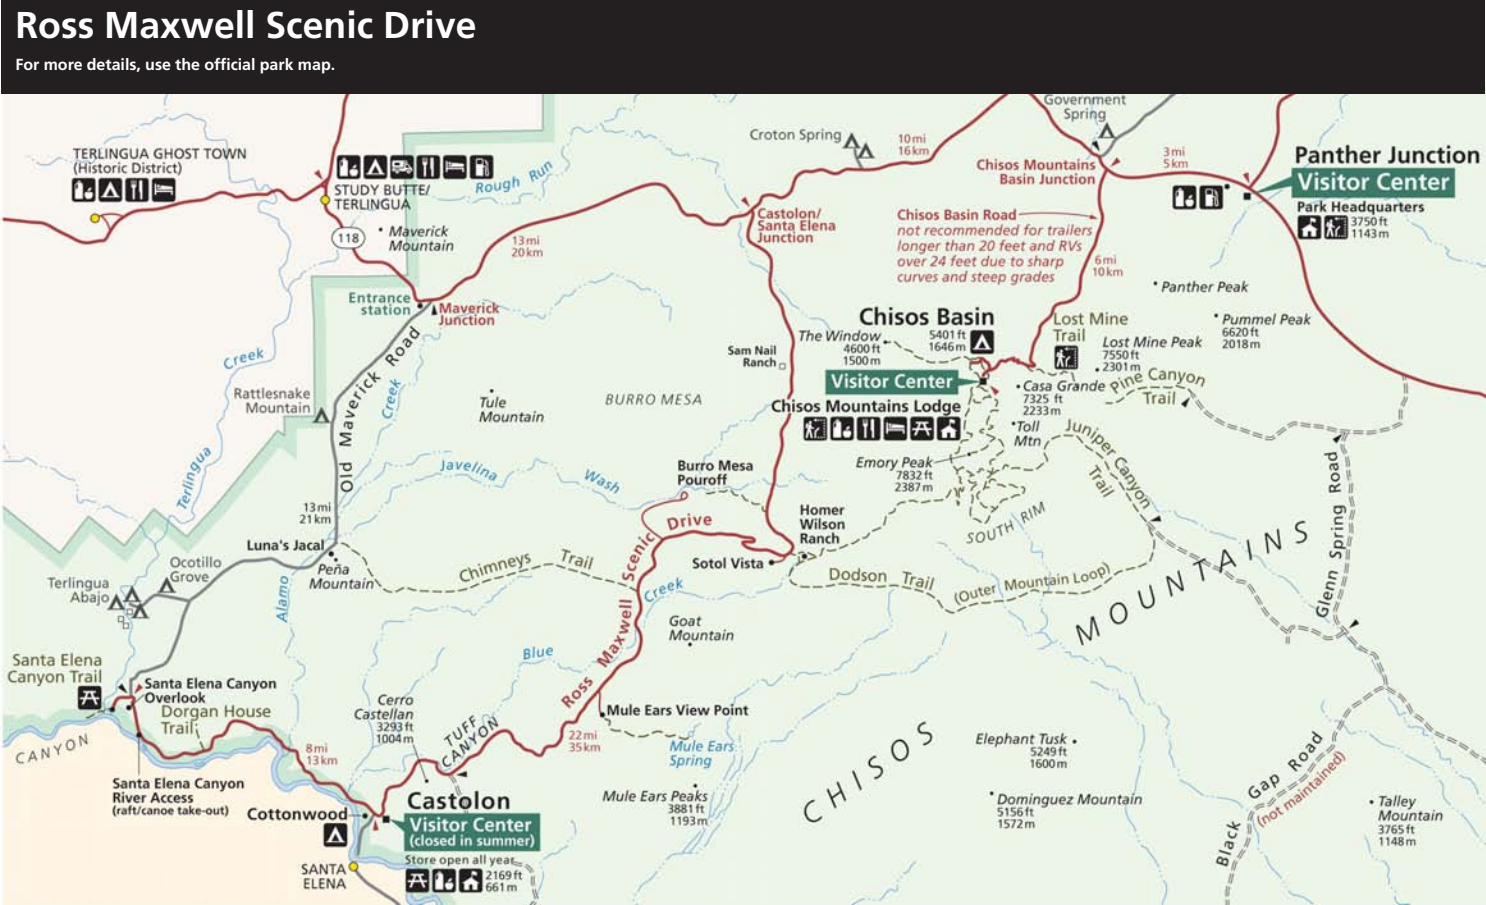 Ross Maxwell Scenic Drive
For more details, use the official park map.
Government
Spring
Croton Spring
10 mi
16 km
3 mi
5 km
Chisos Mountains
Basin Junction
Panther Junction
Visitor Center
Park Headquarters
3750 ft
1143 m
TERLINGUA GHOST TOWN
(Historic District)
STUDY BUTTE/
TERLINGUA
Rough Run
118
Maverick
Mountain
13 mi
20 km
Castolon/
Santa Elena
Junction
Chisos Basin Road
not recommended for trailers
longer than 20 feet and RVs
over 24 feet due to sharp
curves and steep grades
6 mi
10 km
Panther Peak
Pummel Peak
6620 ft
2018 m
Entrance
station
Maverick
Junction
Chisos Basin
5401 ft
1646 m
The Window
4600 ft
1500 m
Lost Mine
Trail
Lost Mine Peak
7550 ft
2301 m
Sam Nail
Ranch
Visitor Center
Casa Grande
7325 ft
2233 m
Pine Canyon
Trail
Chisos Mountains Lodge
Toll
Mtn
Creek
Rattlesnake
Mountain
Old Maverick Road
Creek
Tule
Mountain
BURRO MESA
Juniper Canyon
Trail
Emory Peak
7832 ft
2387 m
Terlingua
Javelina
Wash
Burro Mesa
Pouroff
13 mi
21 km
Homer
Wilson
Ranch
SOUTH RIM
Glenn Spring Road
Luna's Jacal
Peña
Mountain
Chimneys Trail
Ross Maxwell Scenic Drive
Sotol Vista
Dodson Trail
(Outer Mountain Loop)
Ocotillo
Grove
Terlingua
Abajo
Alamo
Creek
Blue
Goat
Mountain
CHISOS MOUNTAINS
Santa Elena
Canyon Trail
Santa Elena Canyon
Overlook
Dorgan House
Trail
Cerro
Castellan
3293 ft
1004 m
TUFF
CANYON
Mule Ears View Point
22 mi
35 km
Mule Ears
Spring
CANYON
8 mi
13 km
Elephant Tusk
5249 ft
1600 m
Santa Elena Canyon
River Access
(raft/canoe take-out)
Mule Ears Peaks
3881 ft
1193 m
Dominguez Mountain
5156 ft
1572 m
Black Gap Road
(not maintained)
Talley
Mountain
3765 ft
1148 m
Cottonwood
Castolon
Visitor Center
(closed in summer)
Store open all year
2169 ft
661 m
SANTA
ELENA